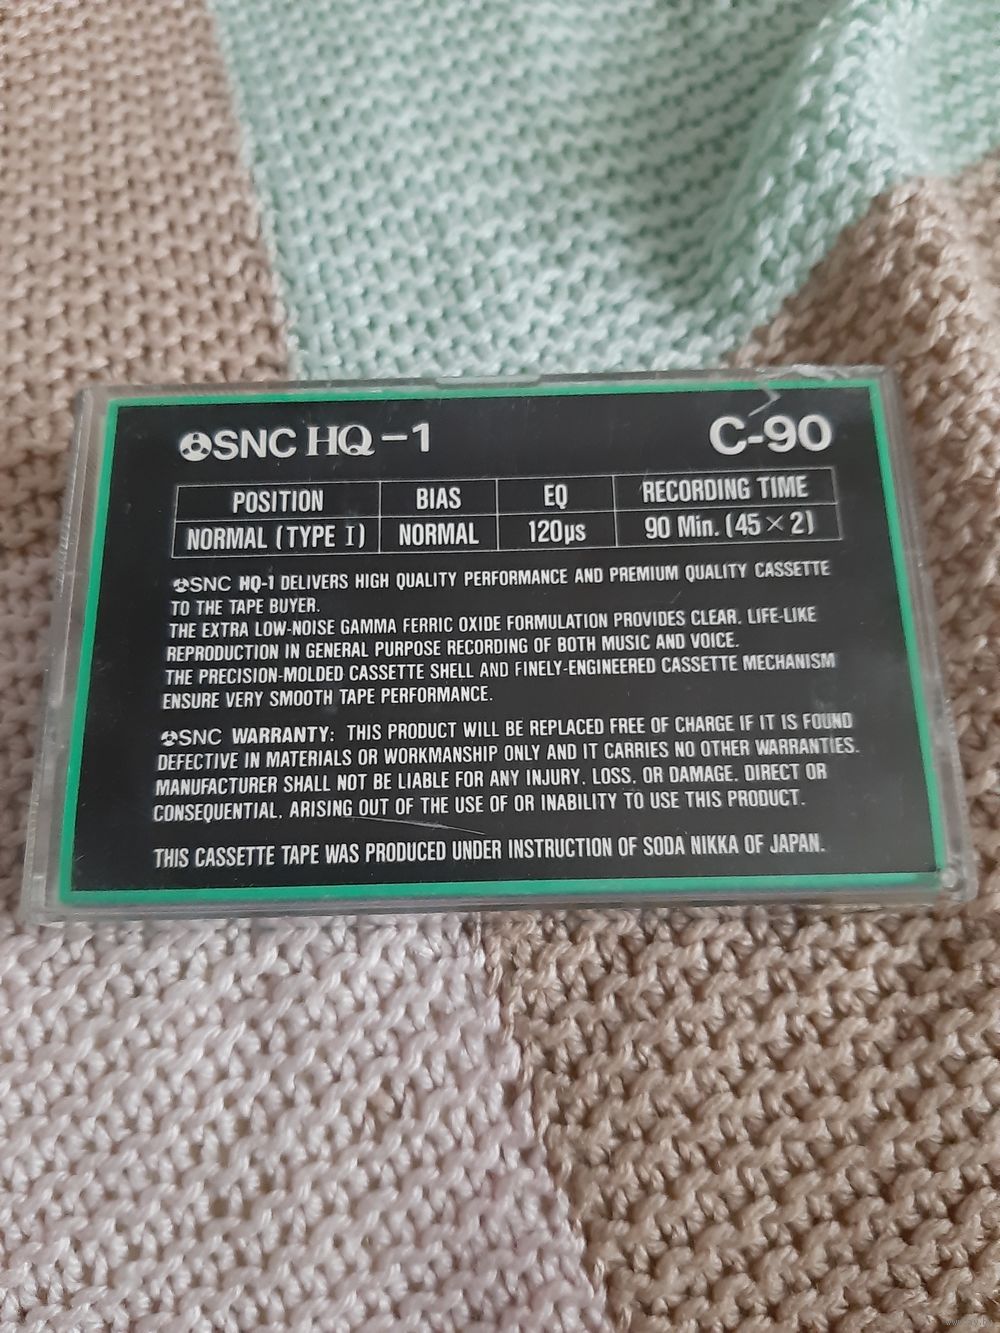 SNC HQ-1 C-90
POSITION BIAS EQ RECORDING TIME
NORMAL (TYPE I) NORMAL 120µs 90 Min. (45×2)
SNC HQ-1 DELIVERS HIGH QUALITY PERFORMANCE AND PREMIUM QUALITY CASSETTE
TO THE TAPE BUYER.
THE EXTRA LOW-NOISE GAMMA FERRIC OXIDE FORMULATION PROVIDES CLEAR, LIFE-LIKE
REPRODUCTION IN GENERAL PURPOSE RECORDING OF BOTH MUSIC AND VOICE.
THE PRECISION-MOLDED CASSETTE SHELL AND FINELY-ENGINEERED CASSETTE MECHANISM
ENSURE VERY SMOOTH TAPE PERFORMANCE.
SNC WARRANTY: THIS PRODUCT WILL BE REPLACED FREE OF CHARGE IF IT IS FOUND
DEFECTIVE IN MATERIALS OR WORKMANSHIP ONLY AND IT CARRIES NO OTHER WARRANTIES.
MANUFACTURER SHALL NOT BE LIABLE FOR ANY INJURY, LOSS, OR DAMAGE, DIRECT OR
CONSEQUENTIAL, ARISING OUT OF THE USE OF OR INABILITY TO USE THIS PRODUCT.
THIS CASSETTE TAPE WAS PRODUCED UNDER INSTRUCTION OF SODA NIKKA OF JAPAN.